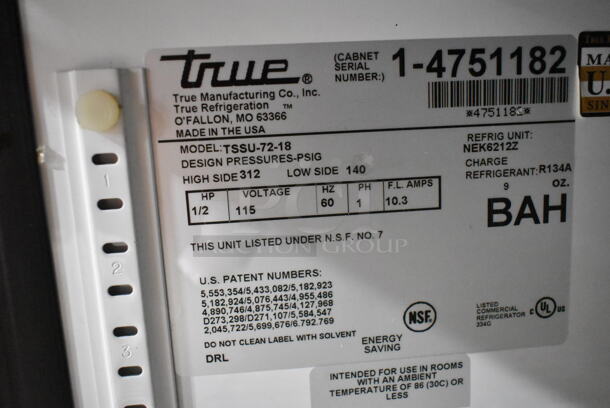 true®
(CABNET
SERIAL
NUMBER:)
1-4751182
True Manufacturing Co., Inc.
True Refrigeration ™
O'FALLON, MO 63366
MADE IN THE USA
MODEL: TSSU-72-18
DESIGN PRESSURES-PSIG
HIGH SIDE 312 LOW SIDE 140
REFRIG UNIT:
NEK6212Z
CHARGE
REFRIGERANT: R134A
9 OZ.
HP VOLTAGE HZ PH F.L. AMPS
1/2 115 60 1 10.3
BAH
THIS UNIT LISTED UNDER N.S.F. NO. 7
AUCTION GROUP
U.S. PATENT NUMBERS:
5,553,354/5,433,082/5,182,923
5,182,924/5,076,443/4,955,486
4,890,746/4,875,745/4,127,968
D273,298/D271,107/5,584,547
2,045,722/5,699,676/6.792.769
DO NOT CLEAN LABEL WITH SOLVENT
DRL
ENERGY
SAVING
NSF®
LISTED
COMMERCIAL
REFRIGERATOR
C UL US
INTENDED FOR USE IN ROOMS
WITH AN AMBIENT
TEMPERATURE OF 86 (30C) OR
LESS
MA
U.
SIN
1
2
3